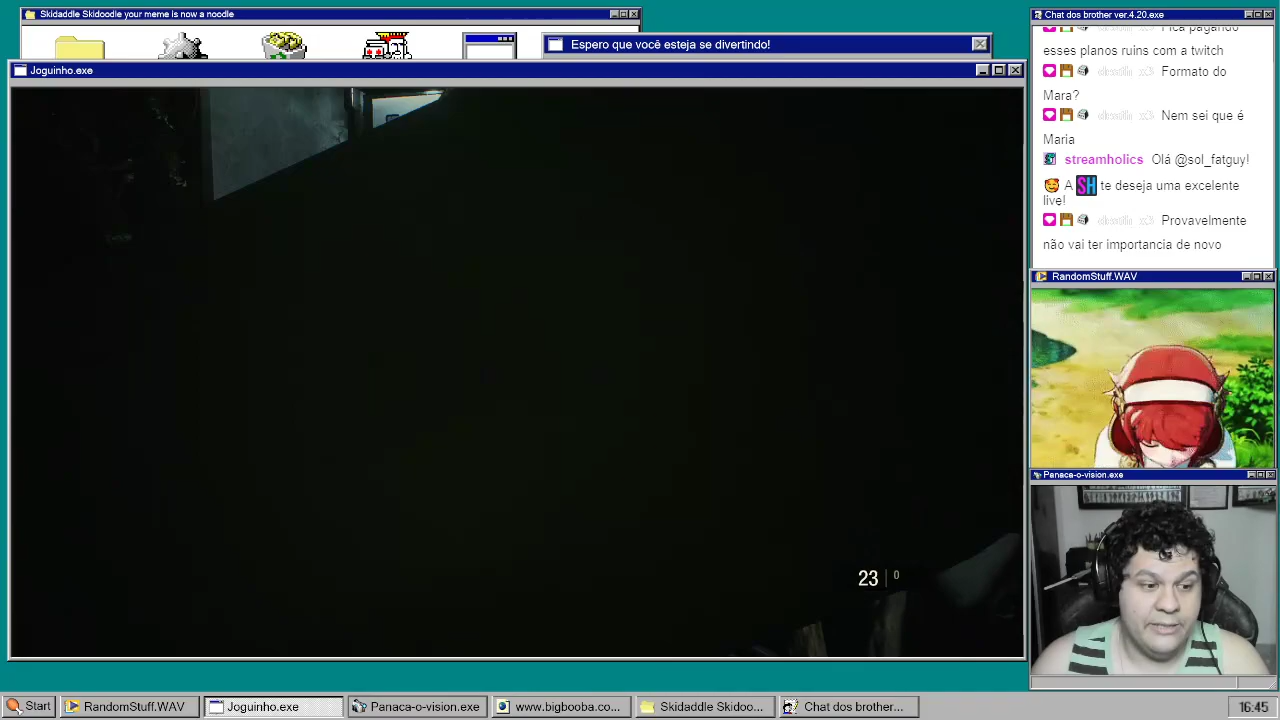 Skidaddle Skidoodle your meme is now a noodle
Espero que você esteja se divertindo!
Joguinho.exe
23 | 0
Chat dos brother ver.4.20.exe
esses planos ruins com a twitch
death_x3 Formato do
Mara?
death_x3 Nem sei que é
Maria
streamholics Olá @sol_fatguy!
A SH te deseja uma excelente
live!
death_x3 Provavelmente
não vai ter importancia de novo
RandomStuff.WAV
Panaca-o-vision.exe
Start
RandomStuff.WAV
Joguinho.exe
Panaca-o-vision.exe
www.bigbooba.co...
Skidaddle Skidoo...
Chat dos brother...
16:45